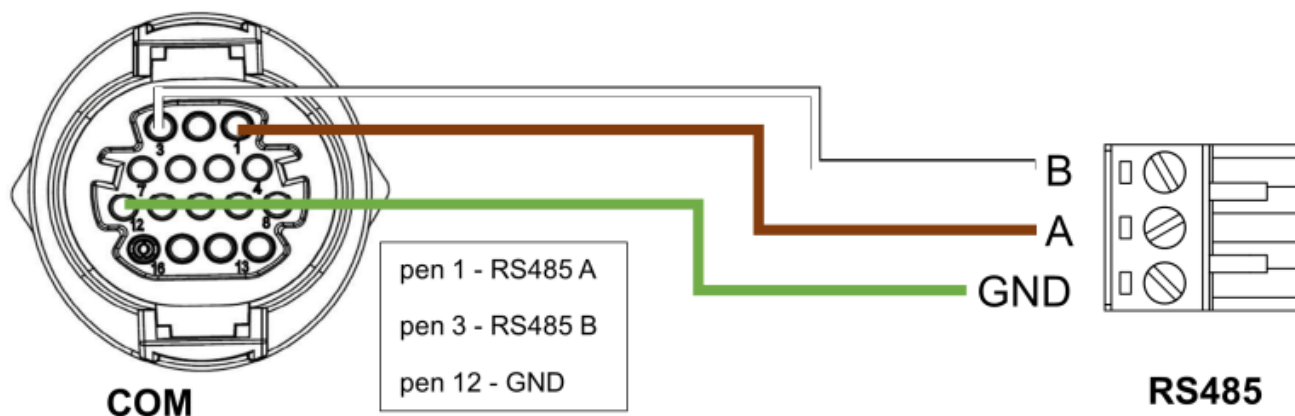 3
1
7
4
12
8
16
13
COM
pen 1 - RS485 A
pen 3 - RS485 B
pen 12 - GND
B
A
GND
RS485